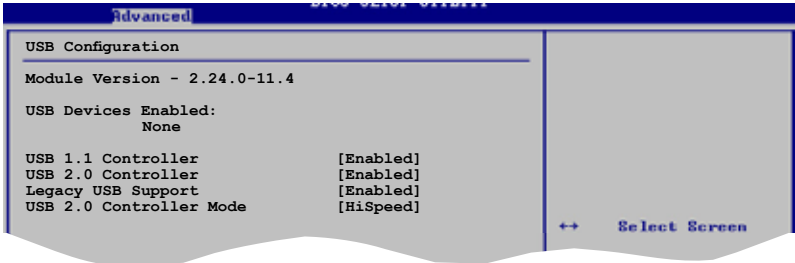 Advanced
USB Configuration
Module Version - 2.24.0-11.4
USB Devices Enabled:
None
USB 1.1 Controller [Enabled]
USB 2.0 Controller [Enabled]
Legacy USB Support [Enabled]
USB 2.0 Controller Mode [HiSpeed]
↔ Select Screen